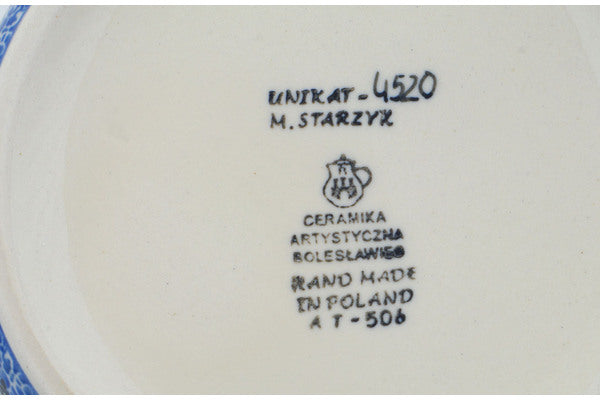 UNIKAT-4520
M. STARZYK
CERAMIKA
ARTYSTYCZNA
BOLESŁAWIEC
HAND MADE
IN POLAND
A T-506